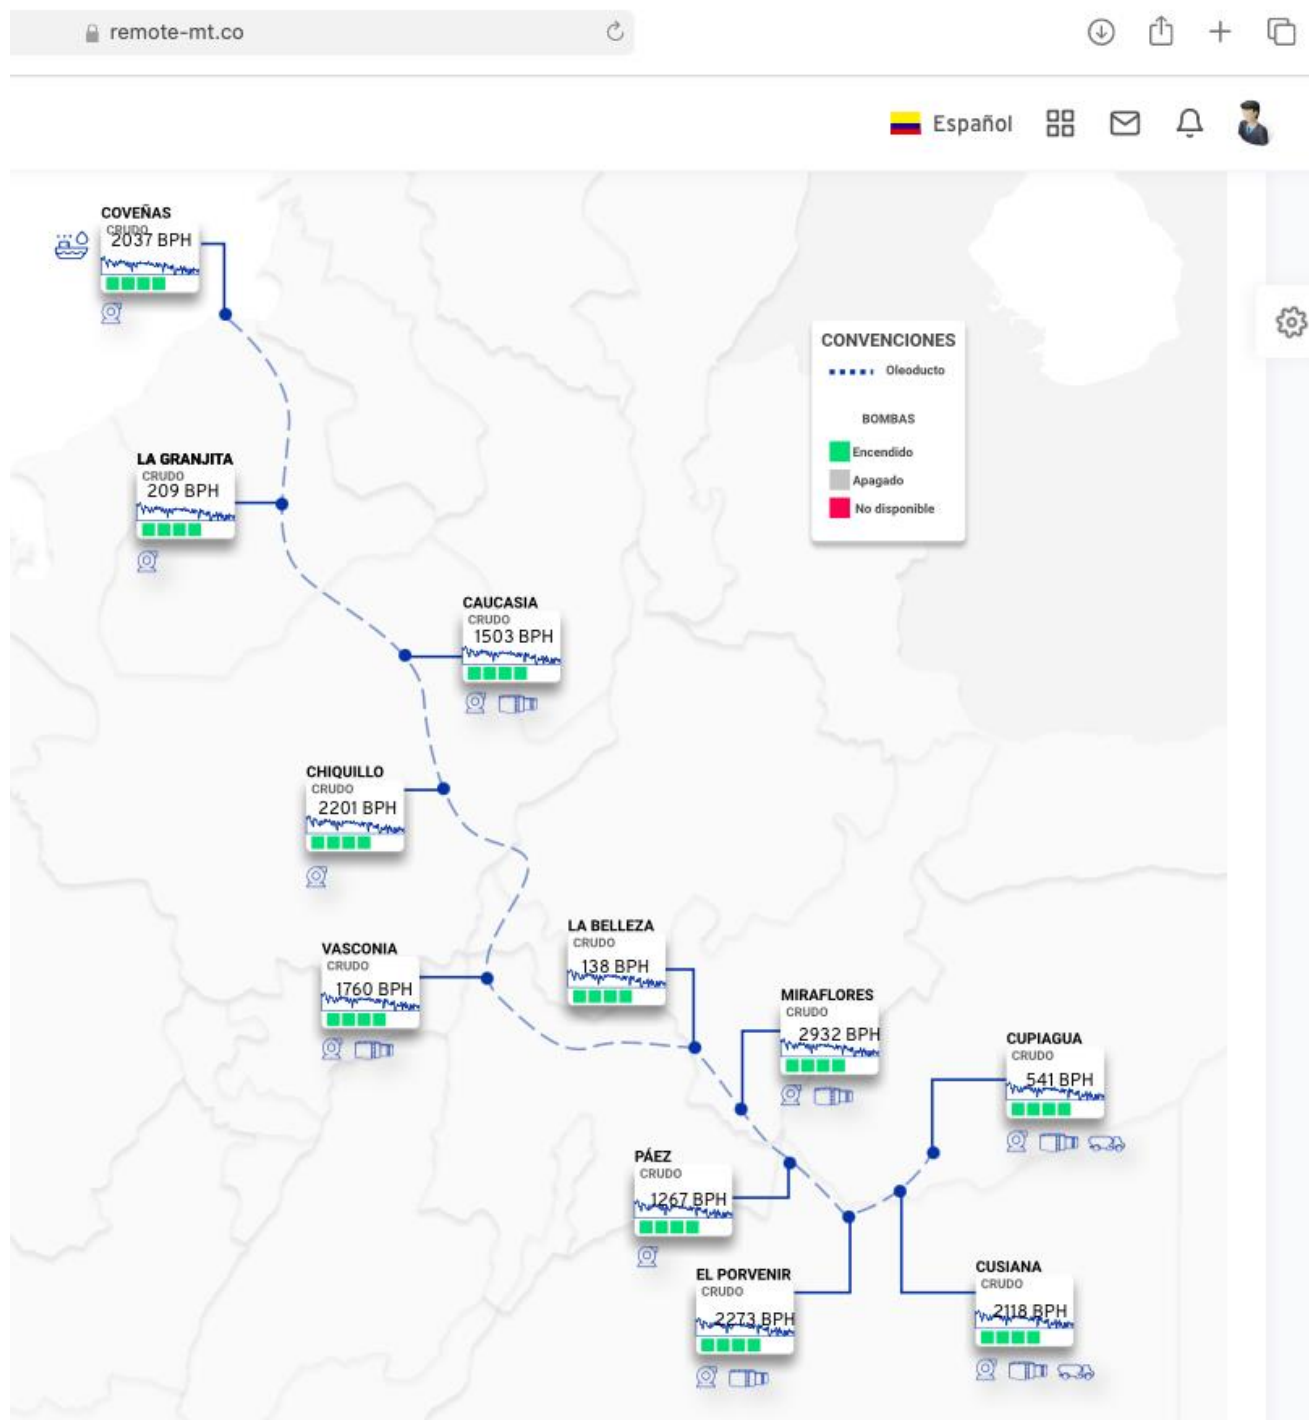 remote-mt.co
Español
COVEÑAS
CRUDO
2037 BPH
CONVENCIONES
Oleoducto
BOMBAS
Encendido
Apagado
No disponible
LA GRANJITA
CRUDO
209 BPH
CAUCASIA
CRUDO
1503 BPH
CHIQUILLO
CRUDO
2201 BPH
VASCONIA
CRUDO
1760 BPH
LA BELLEZA
CRUDO
138 BPH
MIRAFLORES
CRUDO
2932 BPH
CUPIAGUA
CRUDO
541 BPH
PÁEZ
CRUDO
1267 BPH
EL PORVENIR
CRUDO
2273 BPH
CUSIANA
CRUDO
2118 BPH